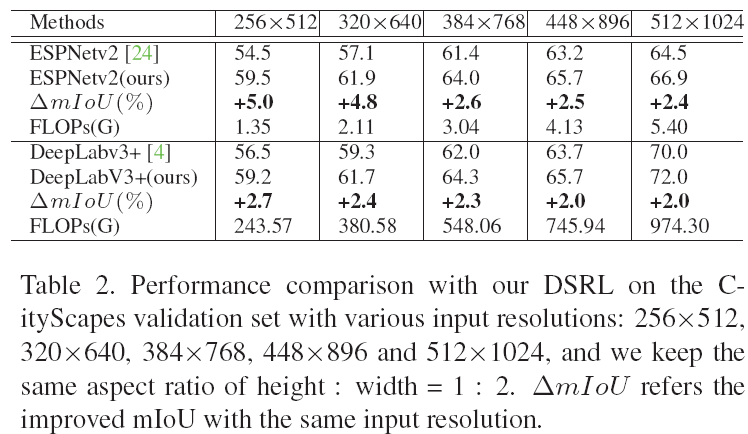 Methods 256×512 320×640 384×768 448×896 512×1024
ESPNetv2 [24] 54.5 57.1 61.4 63.2 64.5
ESPNetv2(ours) 59.5 61.9 64.0 65.7 66.9
ΔmIoU(%) +5.0 +4.8 +2.6 +2.5 +2.4
FLOPs(G) 1.35 2.11 3.04 4.13 5.40
DeepLabv3+ [4] 56.5 59.3 62.0 63.7 70.0
DeepLabV3+(ours) 59.2 61.7 64.3 65.7 72.0
ΔmIoU(%) +2.7 +2.4 +2.3 +2.0 +2.0
FLOPs(G) 243.57 380.58 548.06 745.94 974.30
Table 2. Performance comparison with our DSRL on the C-
ityScapes validation set with various input resolutions: 256×512,
320×640, 384×768, 448×896 and 512×1024, and we keep the
same aspect ratio of height : width = 1 : 2. ΔmIoU refers the
improved mIoU with the same input resolution.